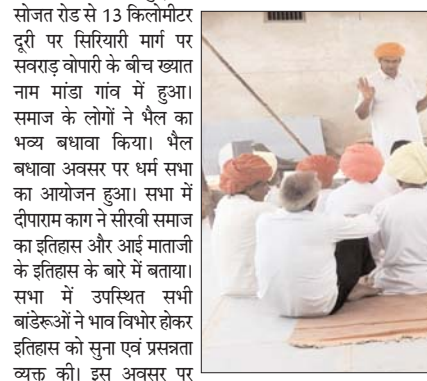 सोजत रोड से 13 किलोमीटर
दूरी पर सिरियारी मार्ग पर
सवराड़ वोपारी के बीच ख्यात
नाम मांडा गांव में हुआ।
समाज के लोगों ने भैल का
भव्य बधावा किया। भैल
बधावा अवसर पर धर्म सभा
का आयोजन हुआ। सभा में
दीपाराम काग ने सीरवी समाज
का इतिहास और आई माताजी
के इतिहास के बारे में बताया।
सभा में उपस्थित सभी
बांडेरूओं ने भाव विभोर होकर
इतिहास को सुना एवं प्रसन्नता
व्यक्त की। इस अवसर पर